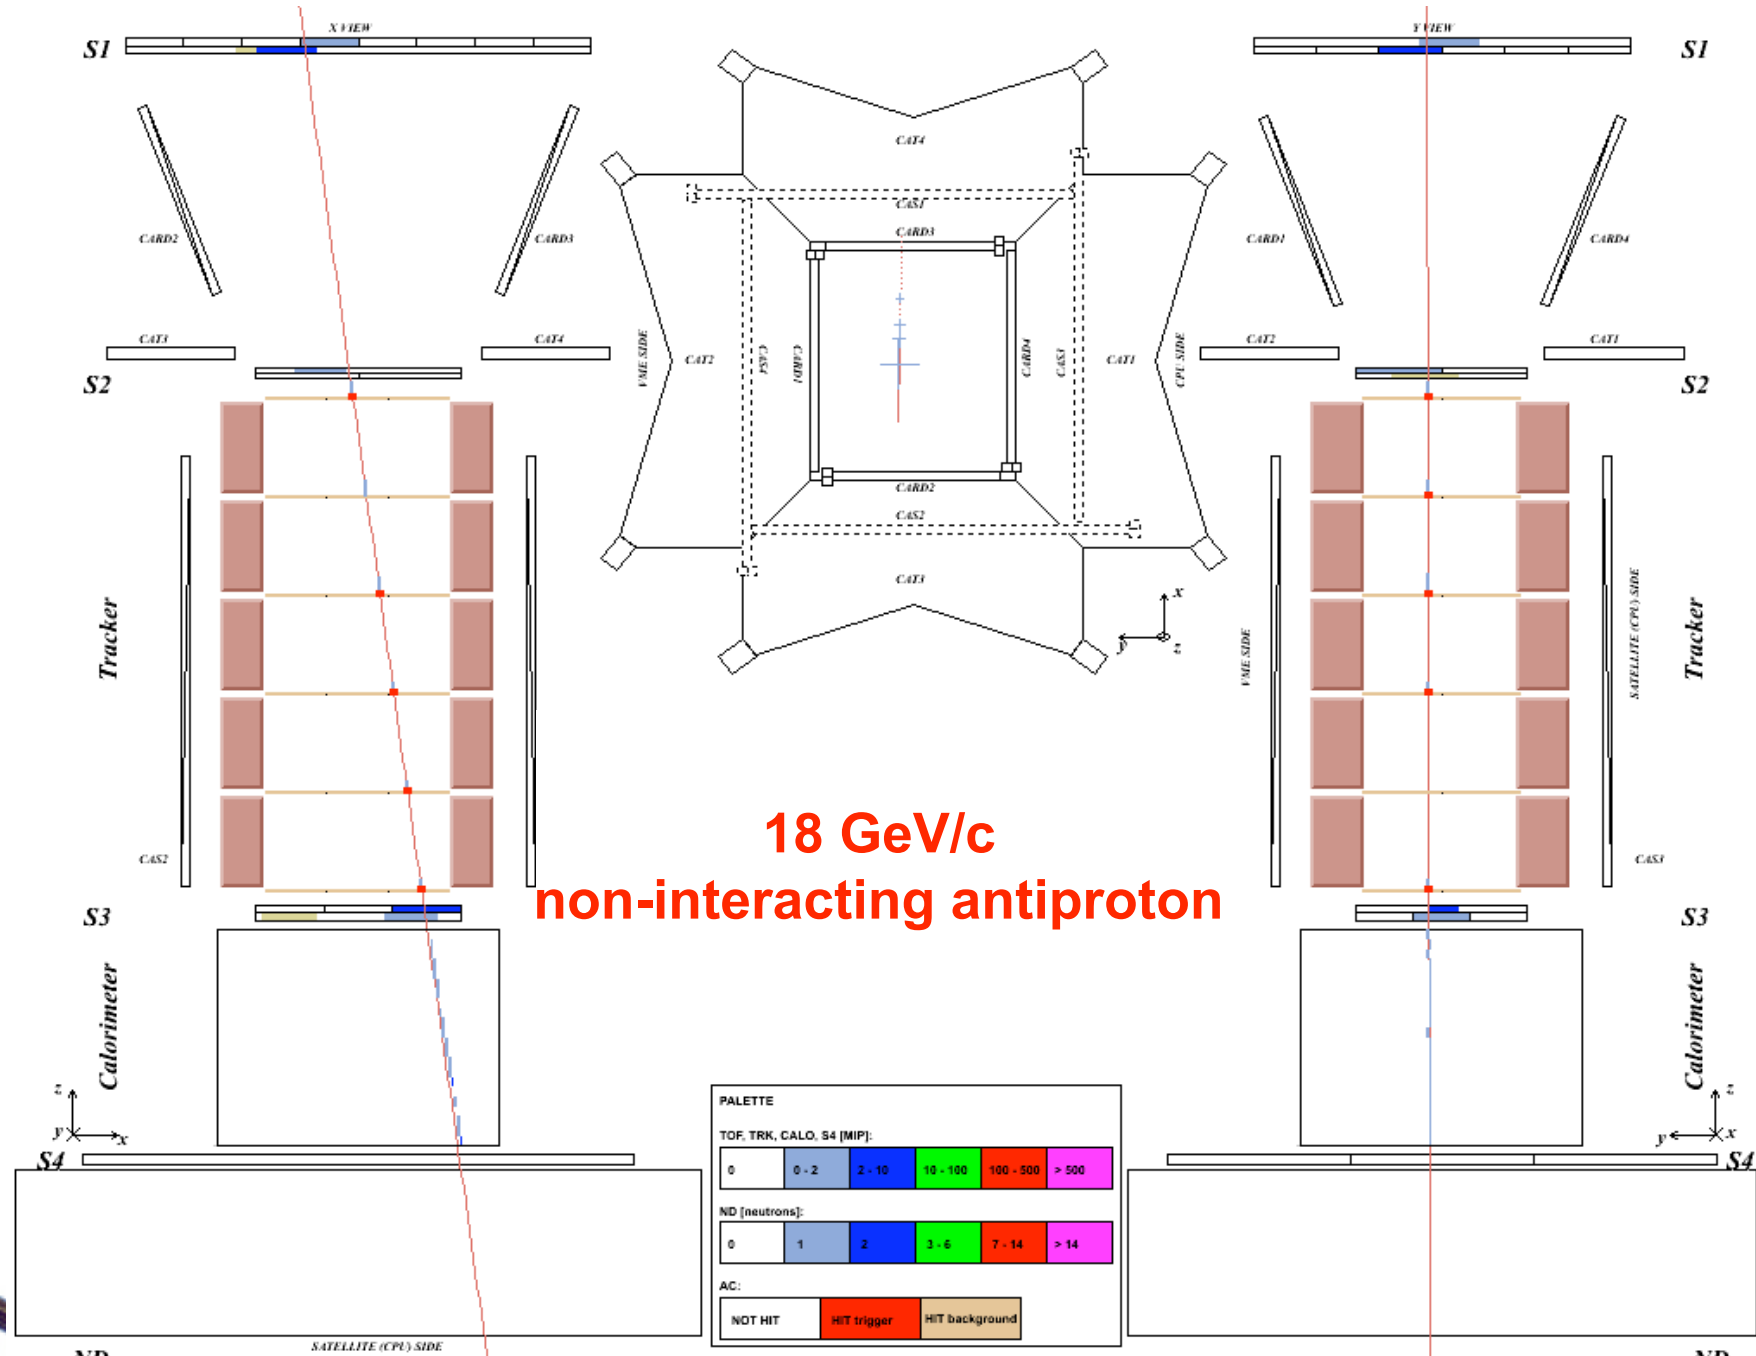 X VIEW
Y VIEW
S1
S1
CAT4
CARD2
CARD3
CAS1
CARD3
CARD1
CARD4
CAT3
CAT4
VME SIDE
CAT2
CAS4
CARD1
CARD4
CAS3
CAT1
CPU SIDE
CAT2
CAT1
S2
S2
CARD2
CAS2
CAT3
x
y
z
Tracker
VME SIDE
SATELLITE (CPU) SIDE
Tracker
18 GeV/c
non-interacting antiproton
CAS2
CAS3
S3
S3
Calorimeter
Calorimeter
z
y
x
z
y
x
S4
S4
PALETTE
TOF, TRK, CALO, S4 [MIP]:
0
0 - 2
2 - 10
10 - 100
100 - 500
> 500
ND [neutrons]:
0
1
2
3 - 6
7 - 14
> 14
AC:
NOT HIT
HIT trigger
HIT background
SATELLITE (CPU) SIDE
ND
ND